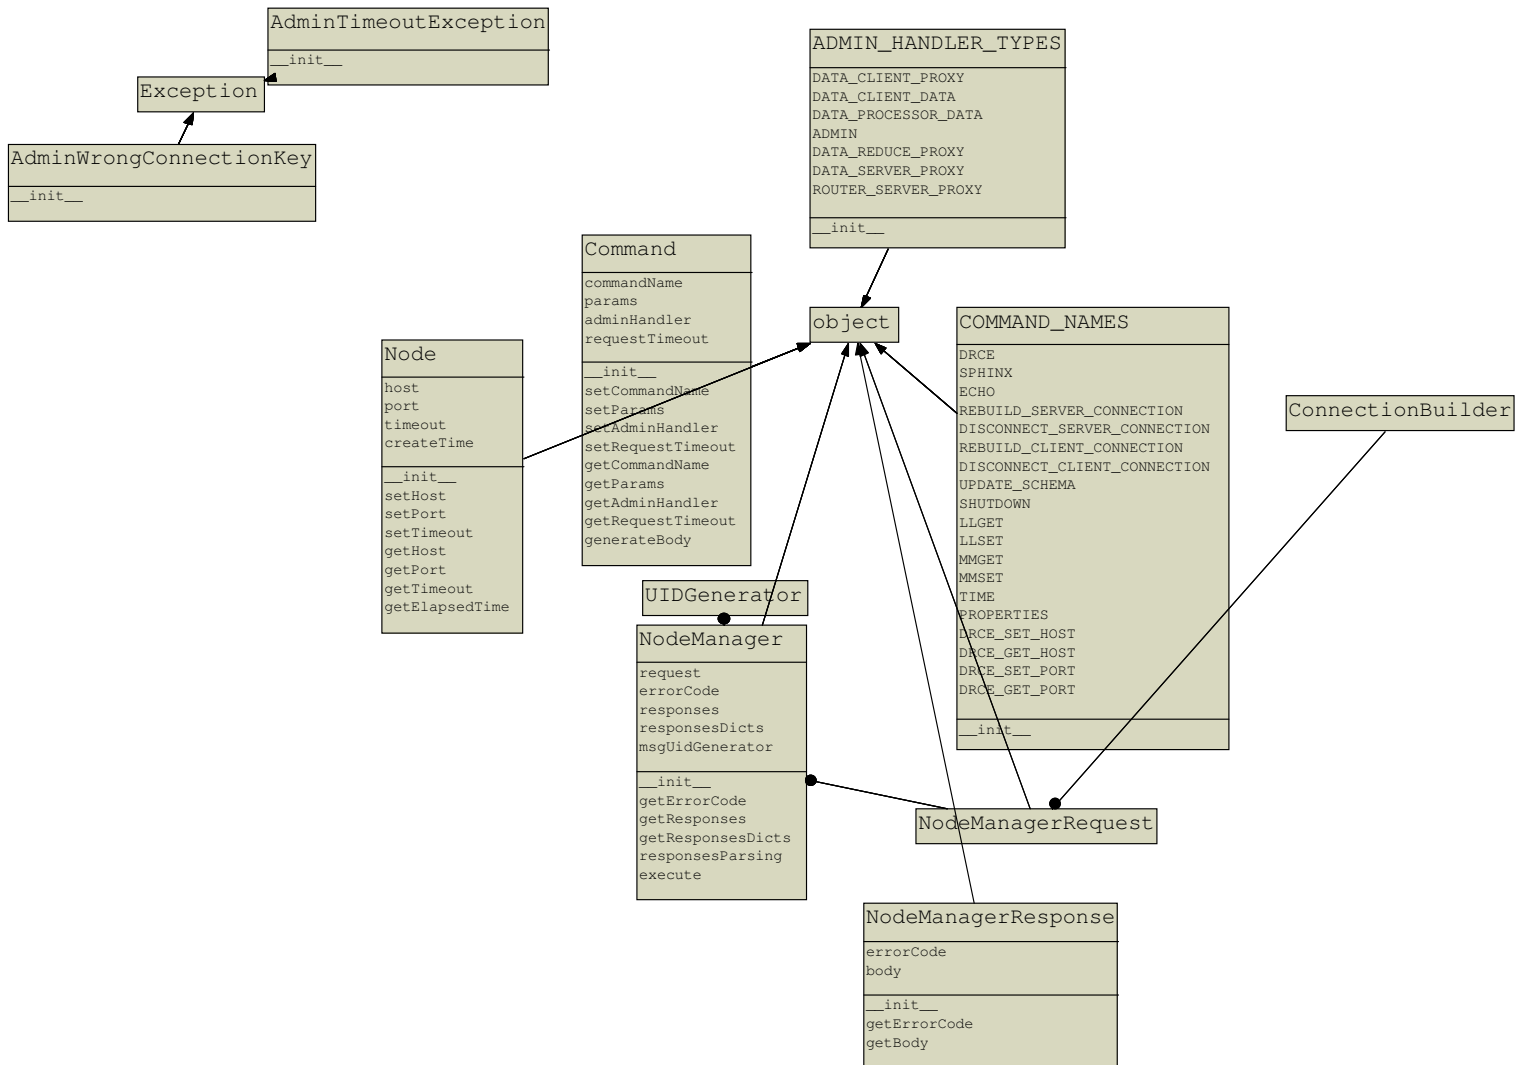 AdminTimeoutException
__init__
Exception
AdminWrongConnectionKey
__init__
ADMIN_HANDLER_TYPES
DATA_CLIENT_PROXY
DATA_CLIENT_DATA
DATA_PROCESSOR_DATA
ADMIN
DATA_REDUCE_PROXY
DATA_SERVER_PROXY
ROUTER_SERVER_PROXY
__init__
Command
commandName
params
adminHandler
requestTimeout
__init__
setCommandName
setParams
setAdminHandler
setRequestTimeout
getCommandName
getParams
getAdminHandler
getRequestTimeout
generateBody
object
COMMAND_NAMES
DRCE
SPHINX
ECHO
REBUILD_SERVER_CONNECTION
DISCONNECT_SERVER_CONNECTION
REBUILD_CLIENT_CONNECTION
DISCONNECT_CLIENT_CONNECTION
UPDATE_SCHEMA
SHUTDOWN
LLGET
LLSET
MMGET
MMSET
TIME
PROPERTIES
DRCE_SET_HOST
DRCE_GET_HOST
DRCE_SET_PORT
DRCE_GET_PORT
__init__
Node
host
port
timeout
createTime
__init__
setHost
setPort
setTimeout
getHost
getPort
getTimeout
getElapsedTime
ConnectionBuilder
UIDGenerator
NodeManager
request
errorCode
responses
responsesDicts
msgUidGenerator
__init__
getErrorCode
getResponses
getResponsesDicts
responsesParsing
execute
NodeManagerRequest
NodeManagerResponse
errorCode
body
__init__
getErrorCode
getBody